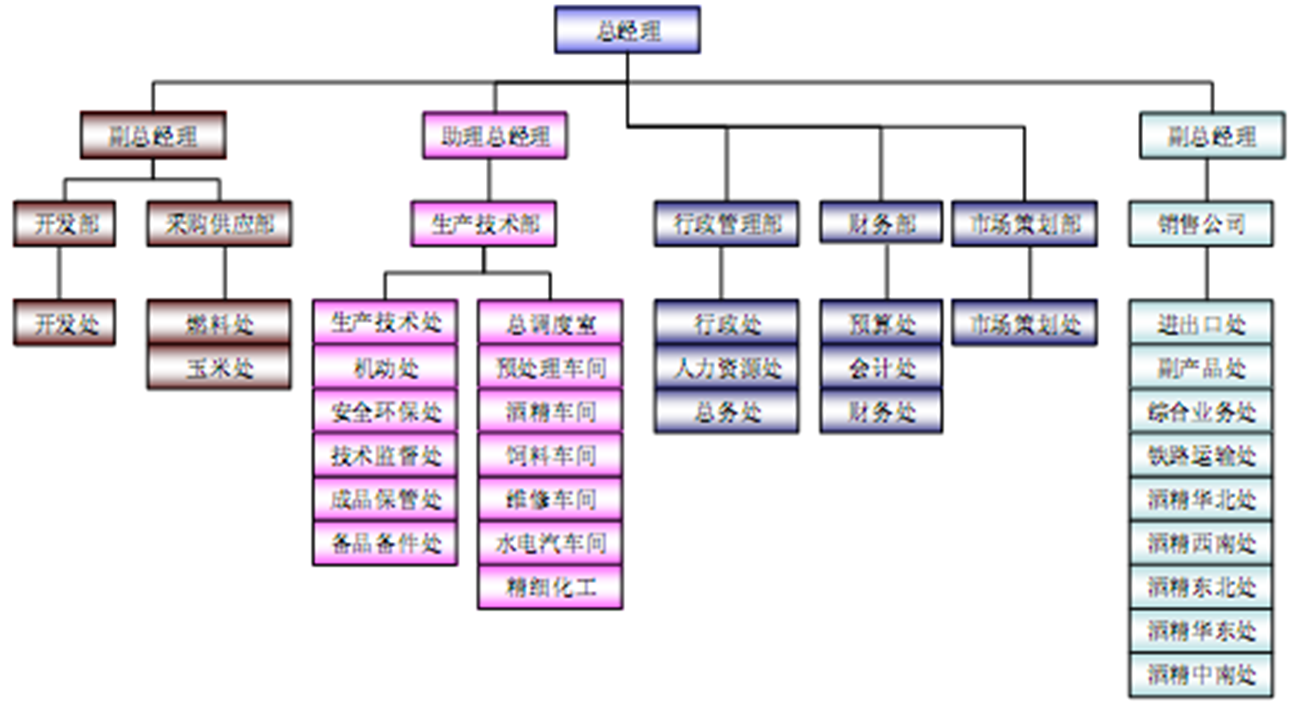 总经理
副总经理
助理总经理
副总经理
开发部
采购供应部
生产技术部
行政管理部
财务部
市场策划部
销售公司
开发处
燃料处
玉米处
生产技术处
机动处
安全环保处
技术监督处
成品保管处
备品备件处
总调度室
预处理车间
酒精车间
饲料车间
维修车间
水电汽车间
精细化工
行政处
人力资源处
总务处
预算处
会计处
财务处
市场策划处
进出口处
副产品处
综合业务处
铁路运输处
酒精华北处
酒精西南处
酒精东北处
酒精华东处
酒精中南处